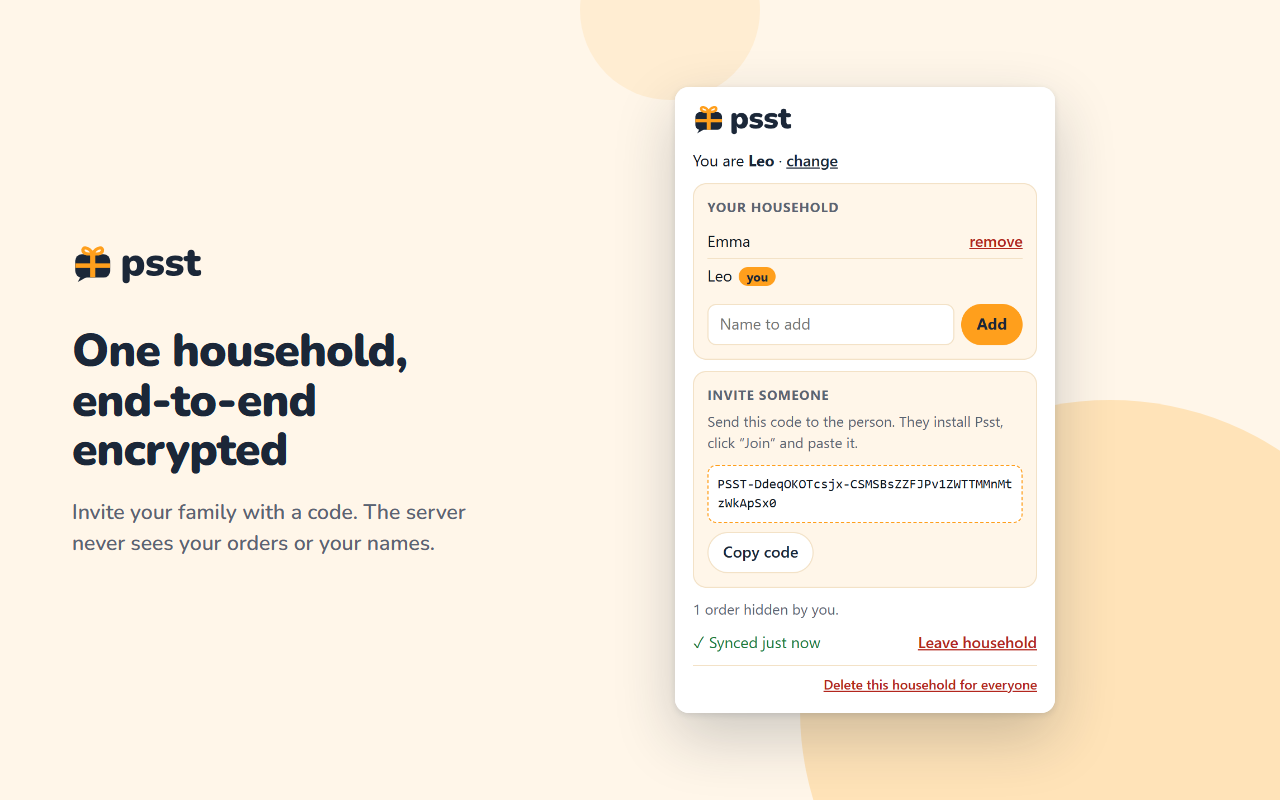 psst
One household,
end-to-end
encrypted
Invite your family with a code. The server
never sees your orders or your names.
psst
You are Leo · change
YOUR HOUSEHOLD
Emma
remove
Leo you
Name to add
Add
INVITE SOMEONE
Send this code to the person. They install Psst,
click “Join” and paste it.
PSST-DdeqOKOTcsjx-CSMSBsZZFJPv1ZWTTMMnMt
zWkApSx0
Copy code
1 order hidden by you.
✓ Synced just now
Leave household
Delete this household for everyone